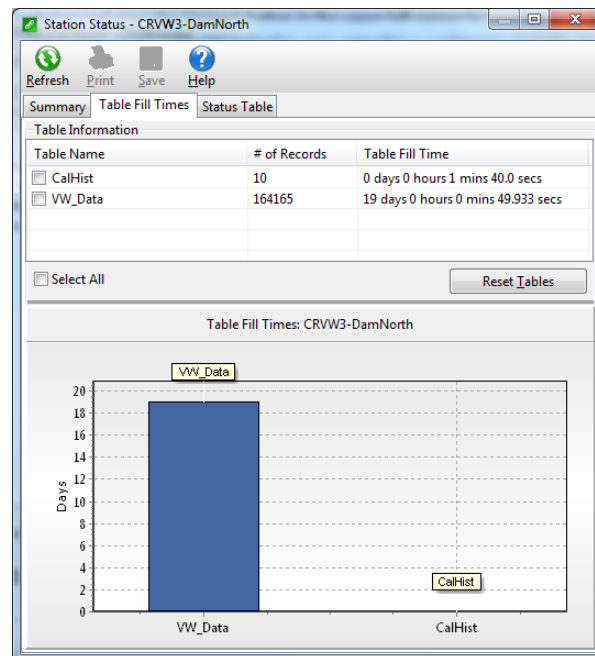 Station Status - CRVW3-DamNorth
Refresh Print Save Help
Summary Table Fill Times Status Table
Table Information
Table Name # of Records Table Fill Time
CalHist 10 0 days 0 hours 1 mins 40.0 secs
VW_Data 164165 19 days 0 hours 0 mins 49.933 secs
Select All Reset Tables
Table Fill Times: CRVW3-DamNorth
VW_Data
20
18
16
14
12
10
8
6
4
2
0
Days
CalHist
VW_Data CalHist